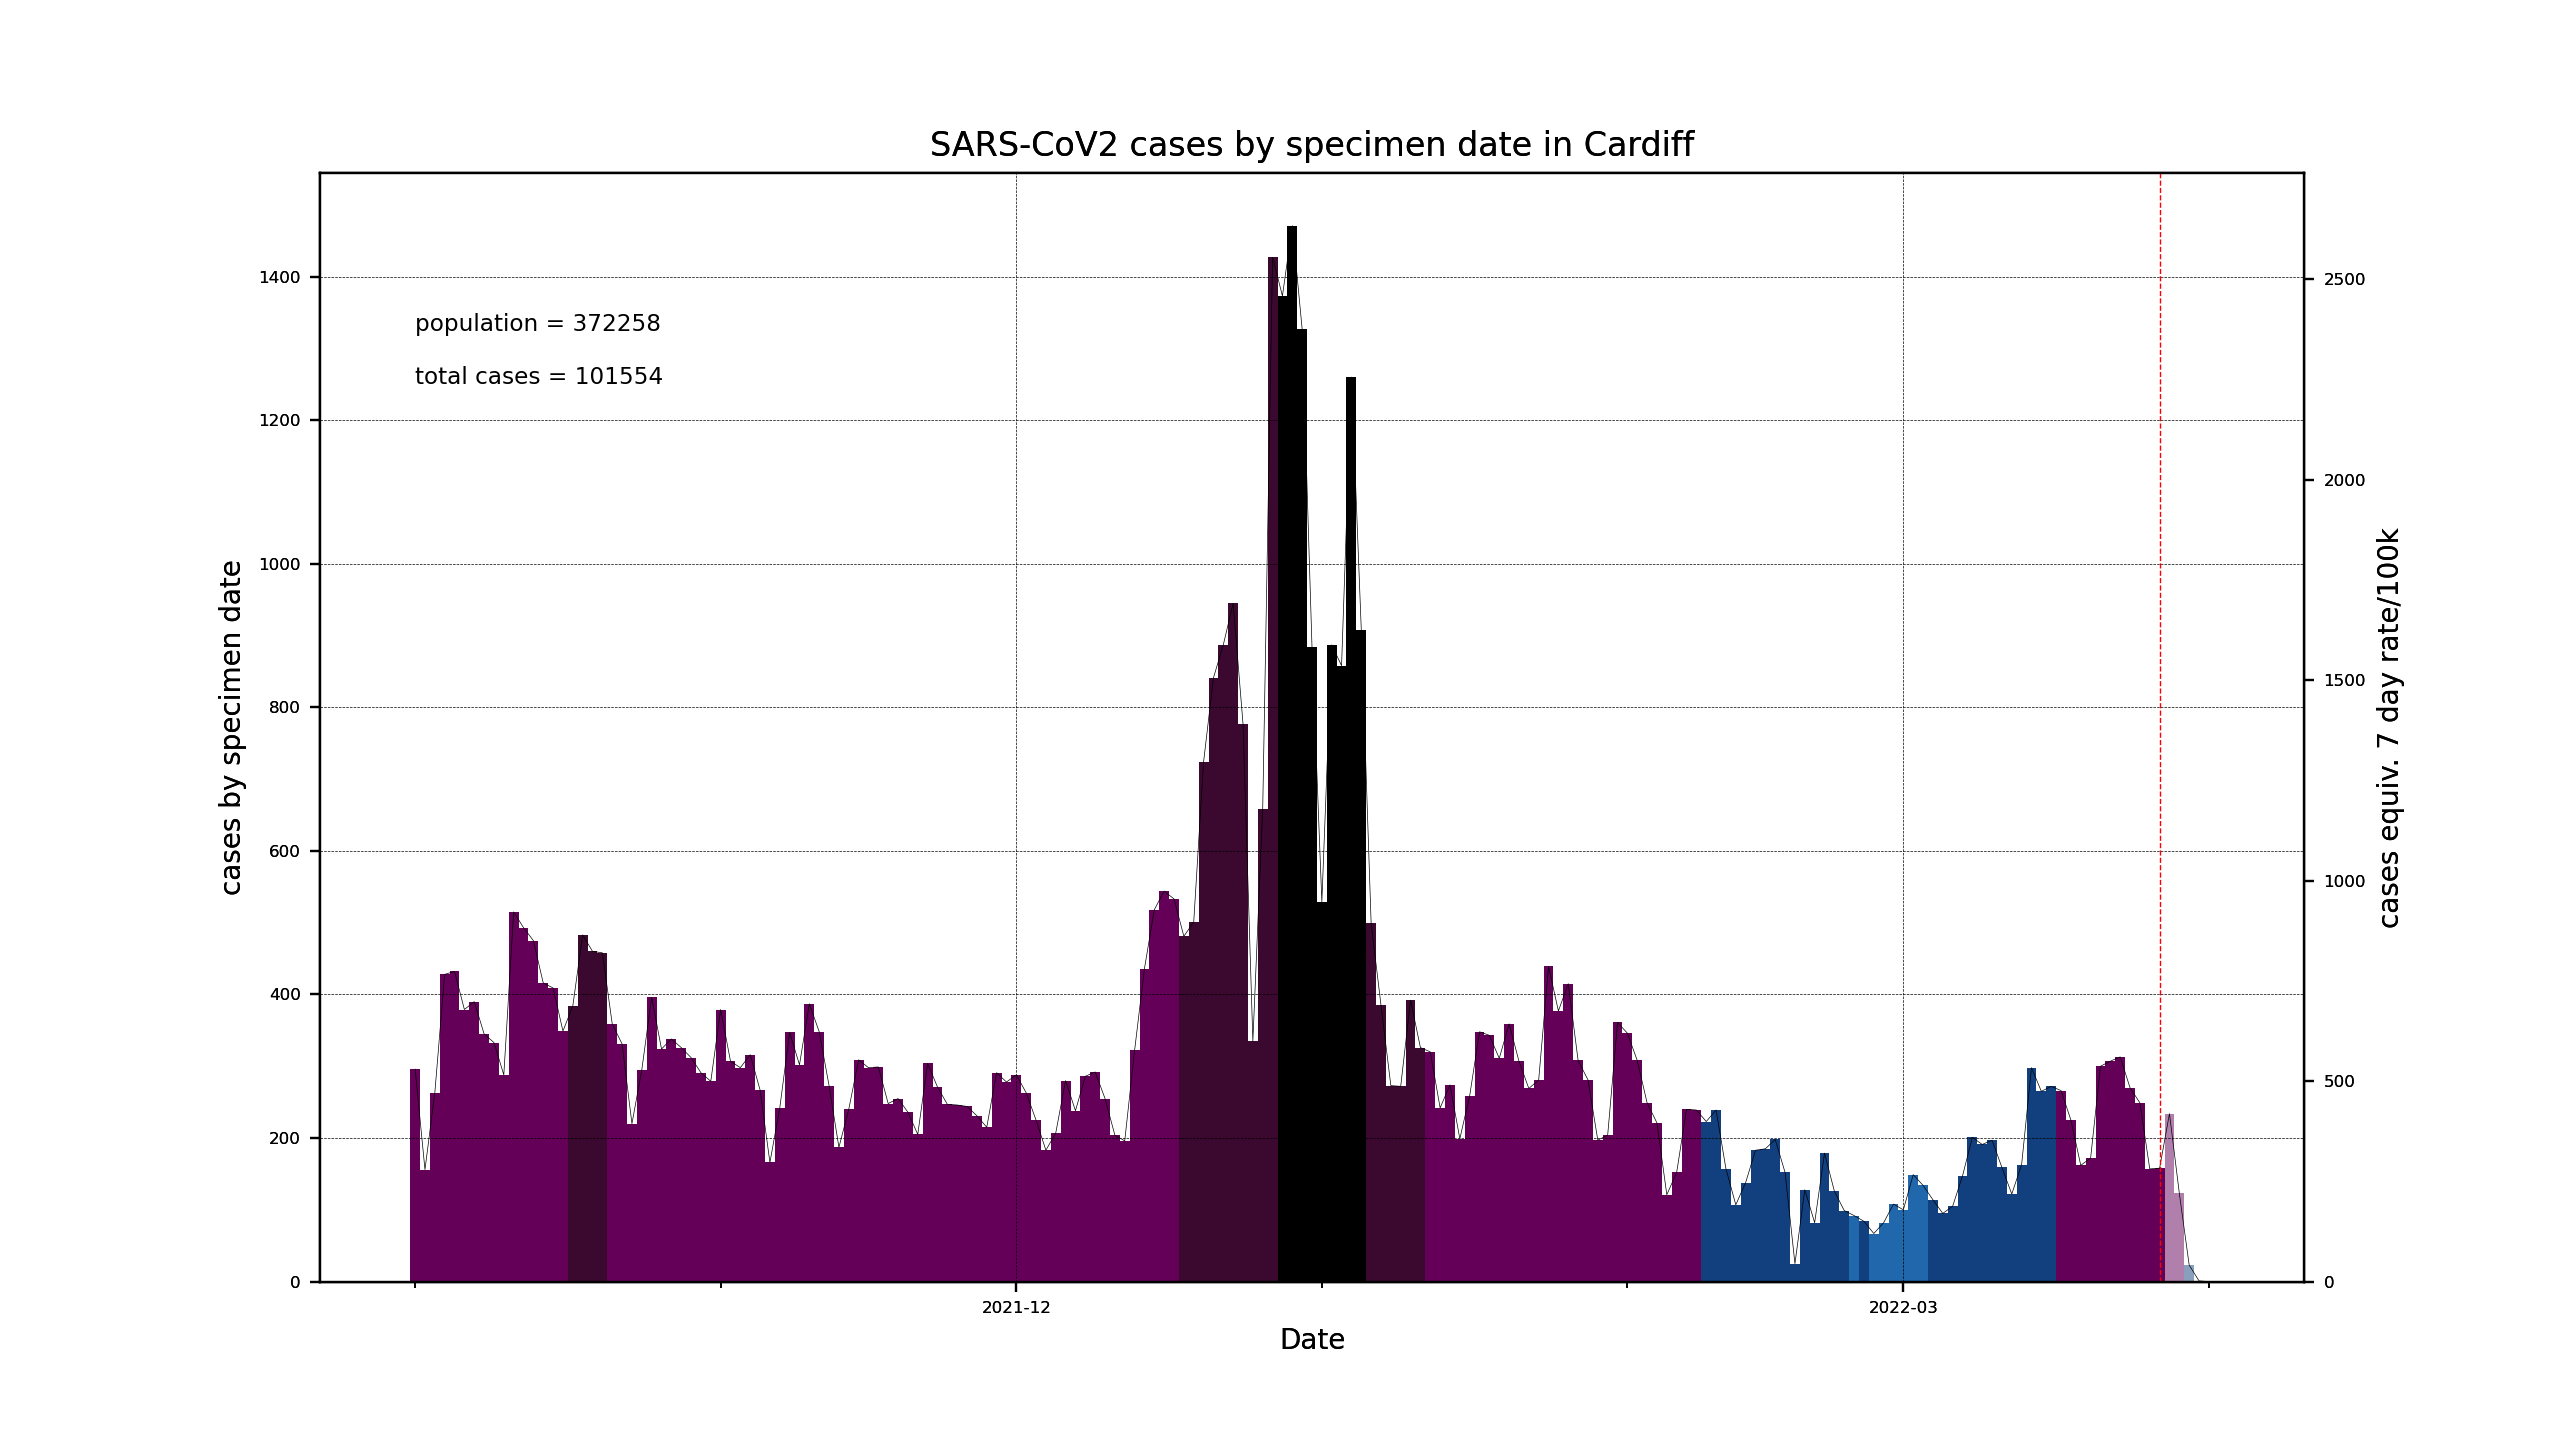 SARS-CoV2 cases by specimen date in Cardiff
population = 372258
total cases = 101554
cases by specimen date
1400
1200
1000
800
600
400
200
0
2500
2000
1500
1000
500
0
cases equiv. 7 day rate/100k
2021-12
2022-03
Date